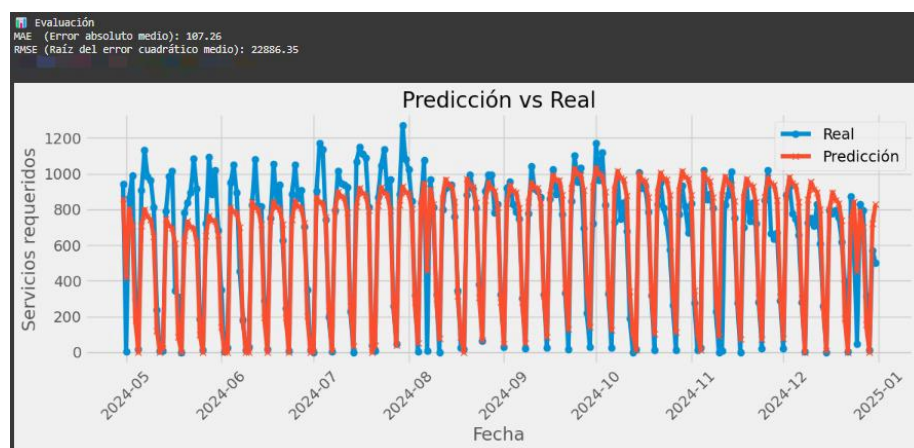 📊 Evaluación
MAE (Error absoluto medio): 107.26
RMSE (Raíz del error cuadrático medio): 22886.35
Predicción vs Real
Real
Predicción
Servicios requeridos
1200
1000
800
600
400
200
0
2024-05
2024-06
2024-07
2024-08
2024-09
2024-10
2024-11
2024-12
2025-01
Fecha